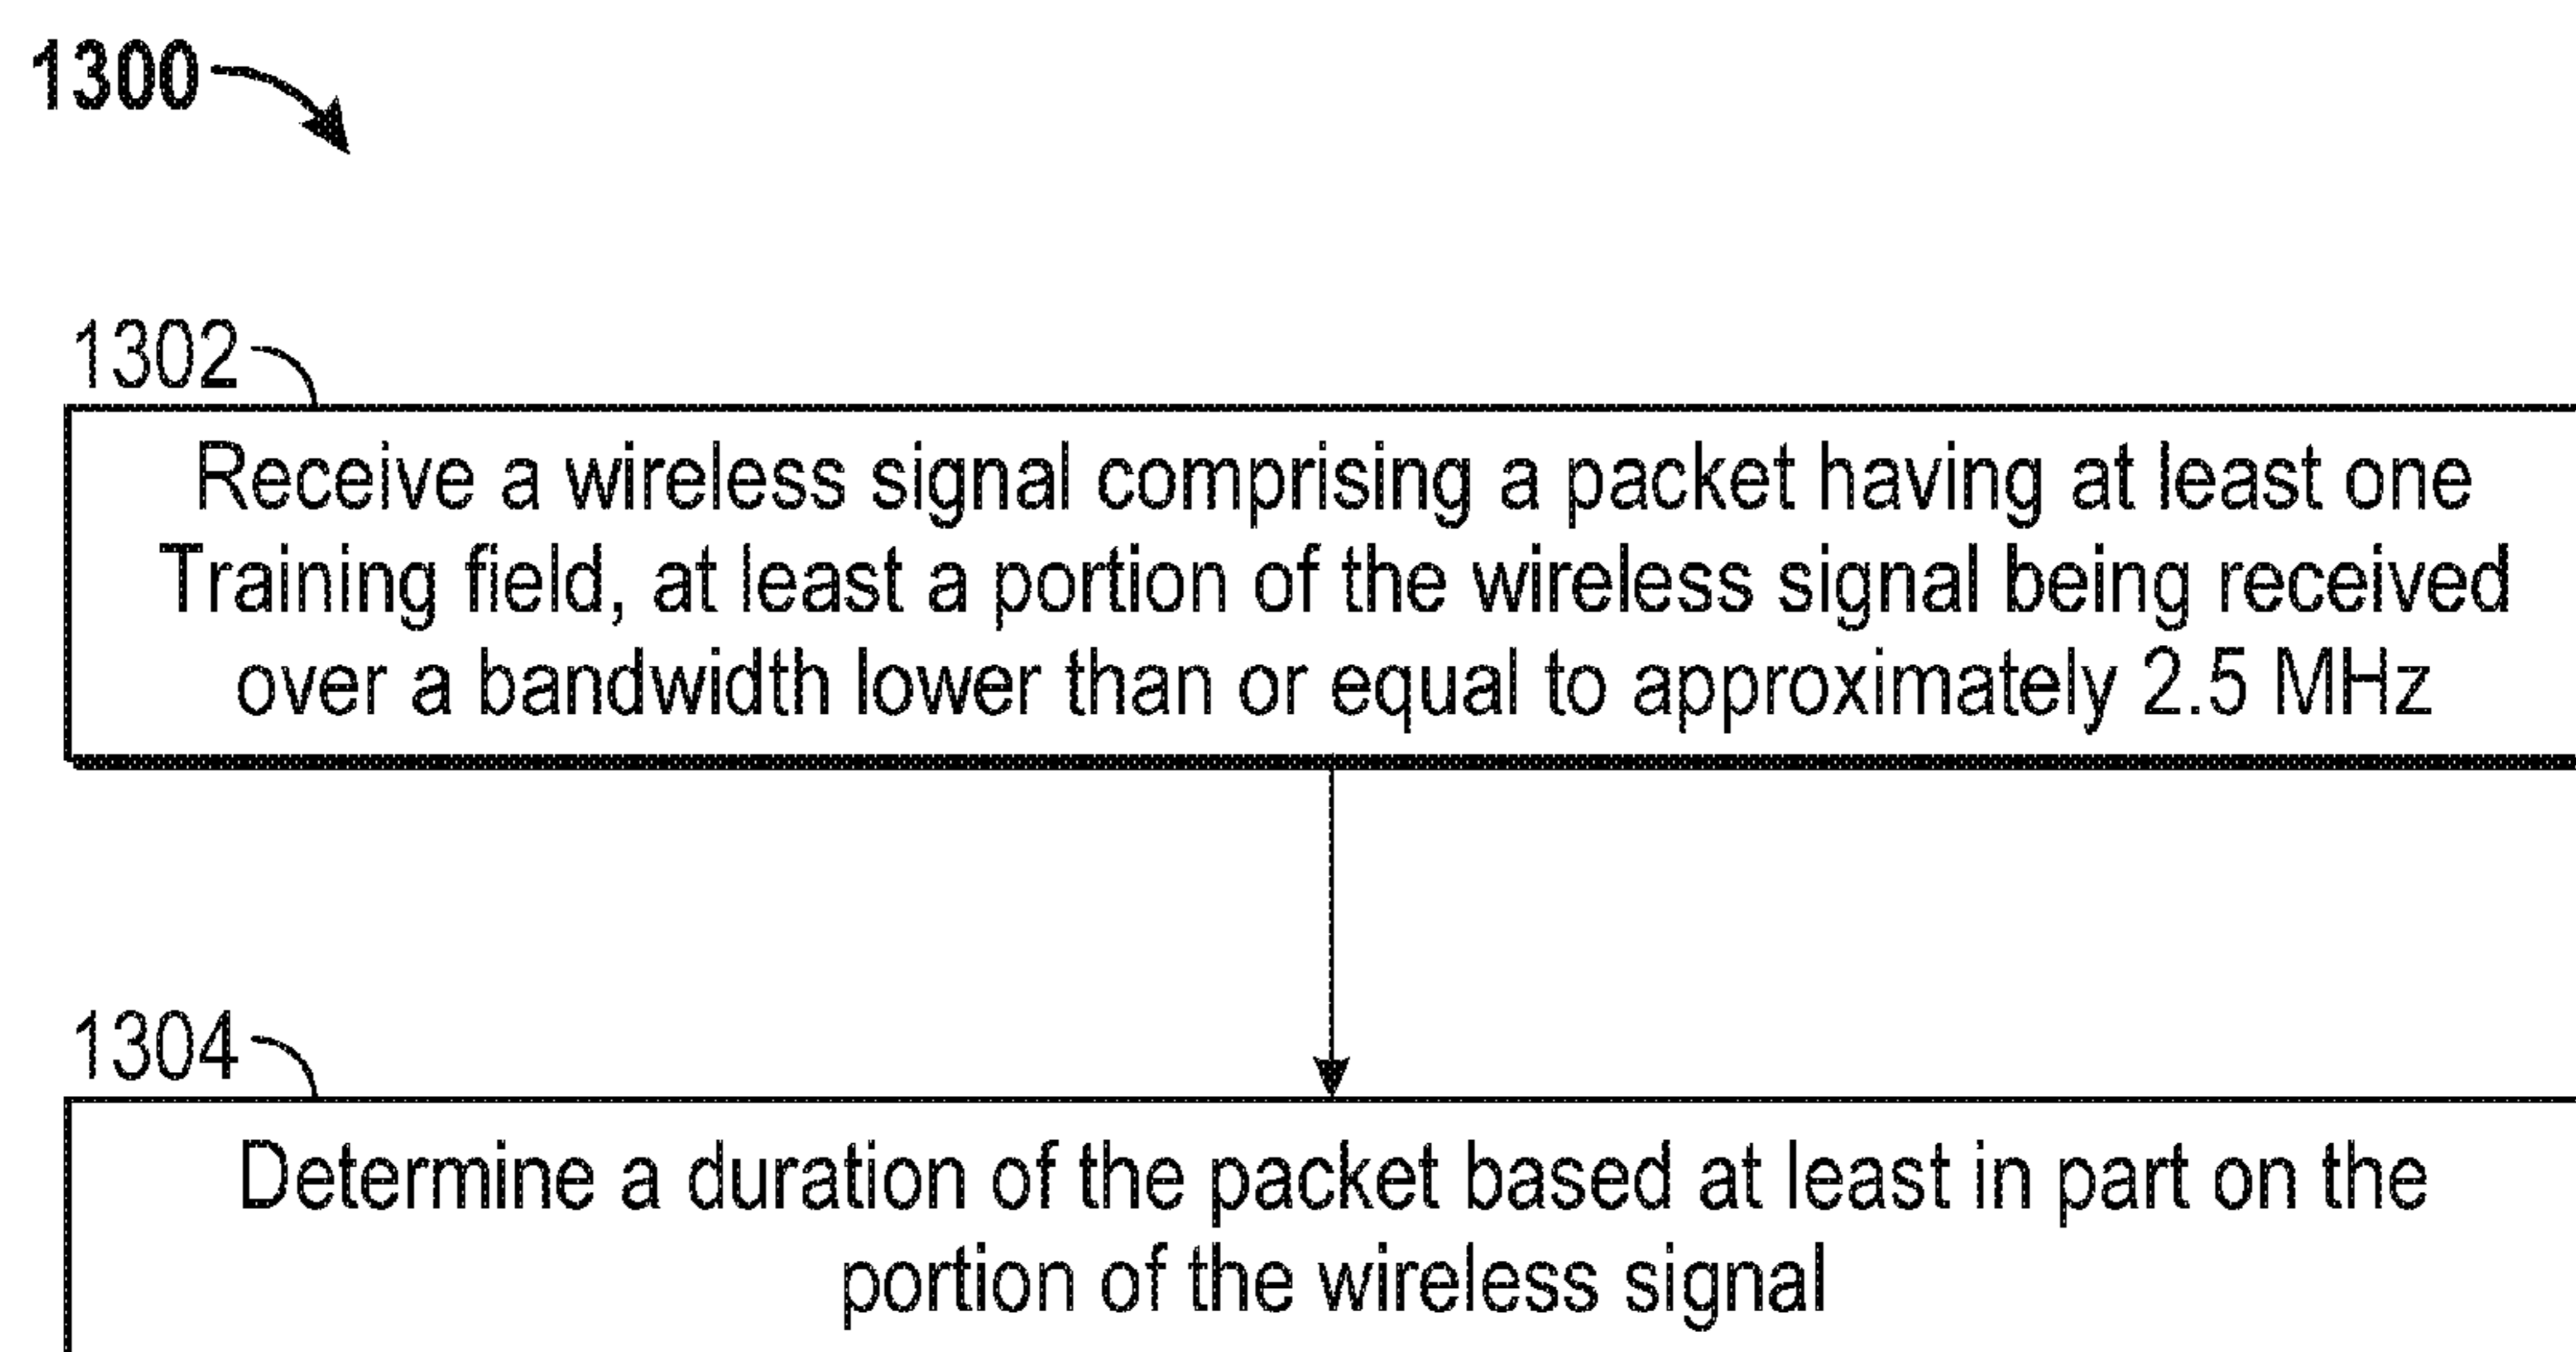 1300
1302
Receive a wireless signal comprising a packet having at least one
Training field, at least a portion of the wireless signal being received
over a bandwidth lower than or equal to approximately 2.5 MHz
1304
Determine a duration of the packet based at least in part on the
portion of the wireless signal